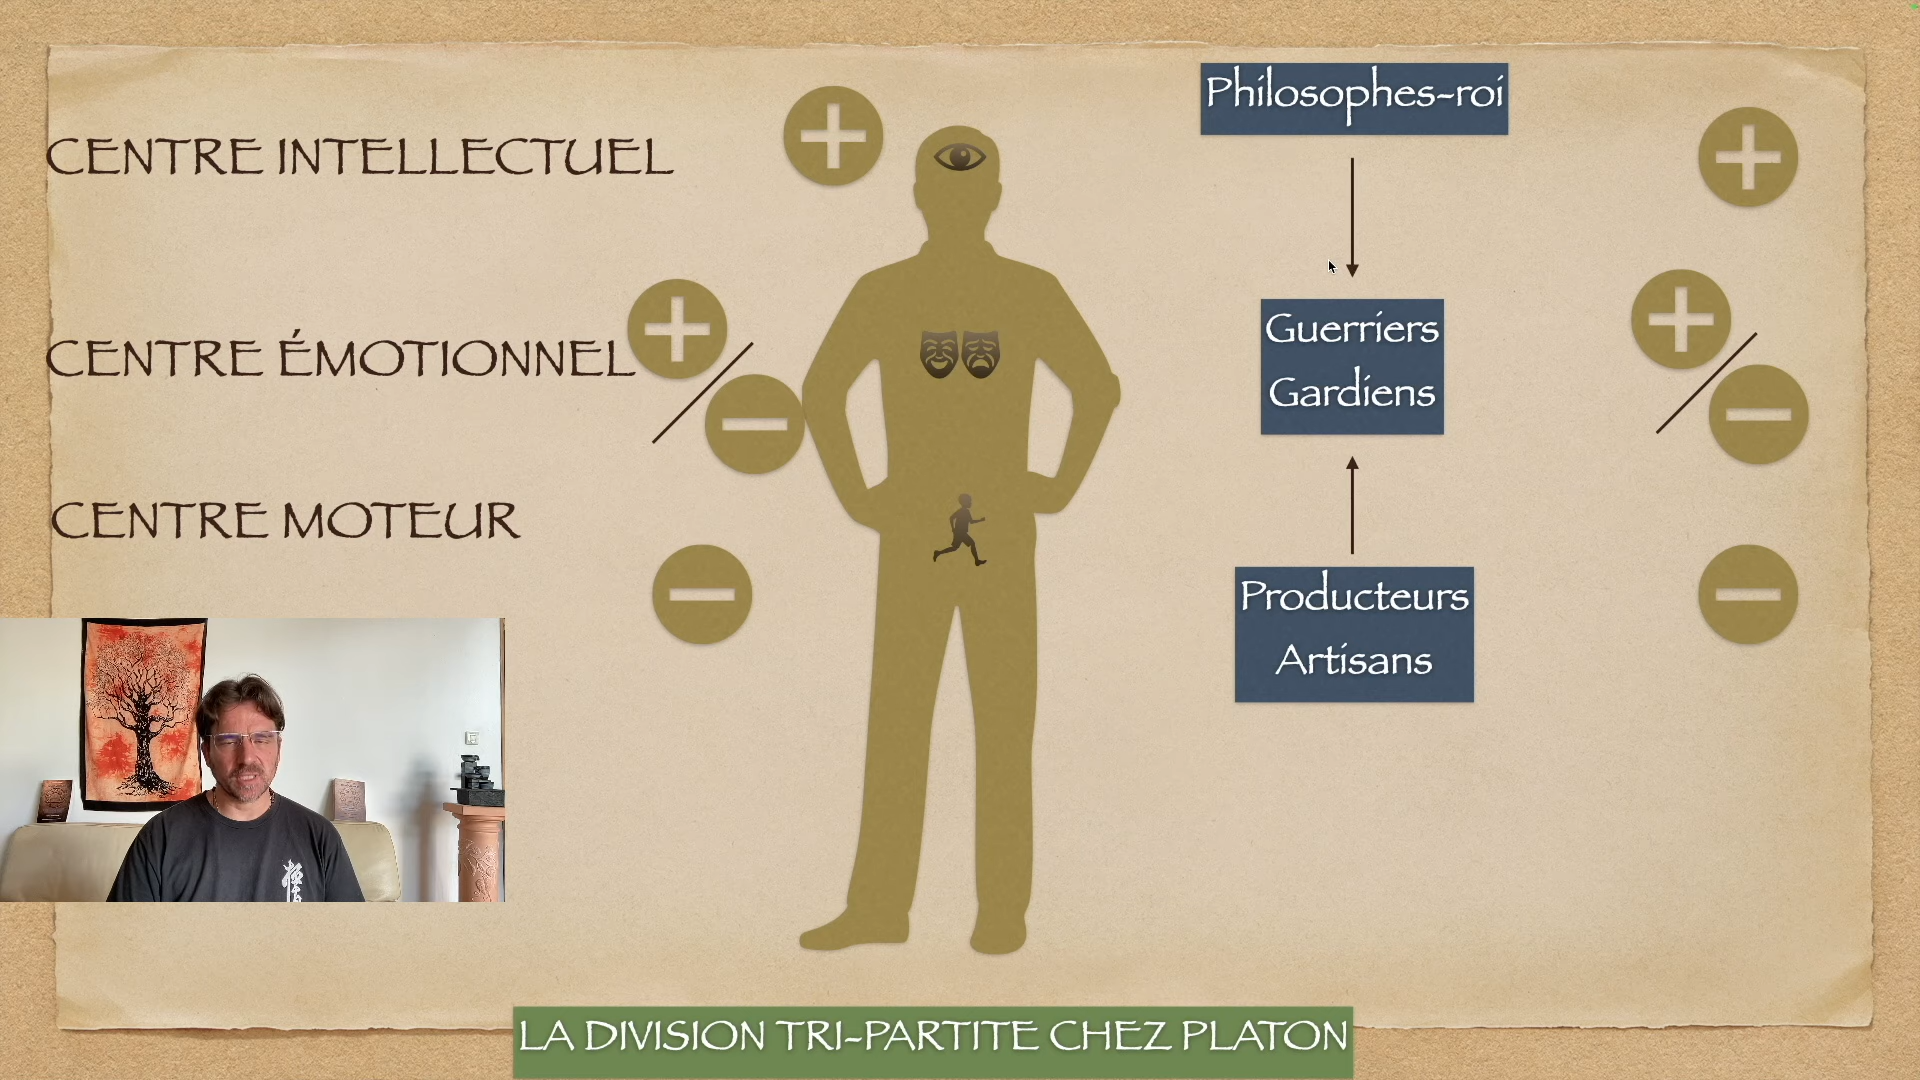 CENTRE INTELLECTUEL
CENTRE ÉMOTIONNEL
CENTRE MOTEUR
Philosophes-roi
Guerriers
Gardiens
Producteurs
Artisans
LA DIVISION TRI-PARTITE CHEZ PLATON